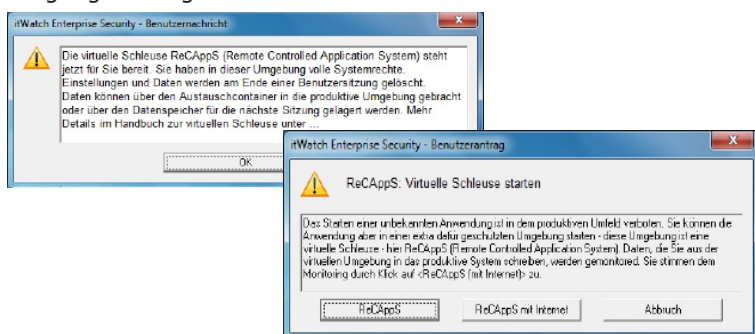 itWatch Enterprise Security - Benutzernachricht
Die virtuelle Schleuse ReCAppS (Remote Controlled Application System) steht
jetzt für Sie bereit. Sie haben in dieser Umgebung volle Systemrechte.
Einstellungen und Daten werden am Ende einer Benutzersitzung gelöscht.
Daten können über den Austauschcontainer in die produktive Umgebung gebracht
oder über den Datenspeicher für die nächste Sitzung gelagert werden. Mehr
Details im Handbuch zur virtuellen Schleuse unter ...
OK
itWatch Enterprise Security - Benutzerantrag
ReCAppS: Virtuelle Schleuse starten
Das Starten einer unbekannten Anwendung ist in dem produktiven Umfeld verboten. Sie können die
Anwendung aber in einer extra dafür geschützten Umgebung starten - diese Umgebung ist eine
virtuelle Schleuse - hier ReCAppS (Remote Controlled Application System). Daten, die Sie aus der
virtuellen Umgebung in das produktive System schreiben, werden gemonitored. Sie stimmen dem
Monitoring durch Klick auf <ReCAppS (mit Internet)> zu.
ReCAppS
ReCAppS mit Internet
Abbruch